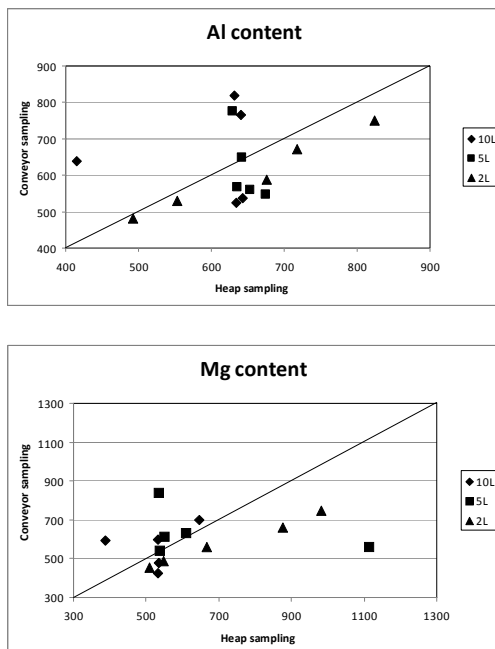 Al content
900
800
700
600
500
400
400 500 600 700 800 900
Conveyor sampling
Heap sampling
10L
5L
2L
Mg content
1300
1100
900
700
500
300
300 500 700 900 1100 1300
Conveyor sampling
Heap sampling
10L
5L
2L